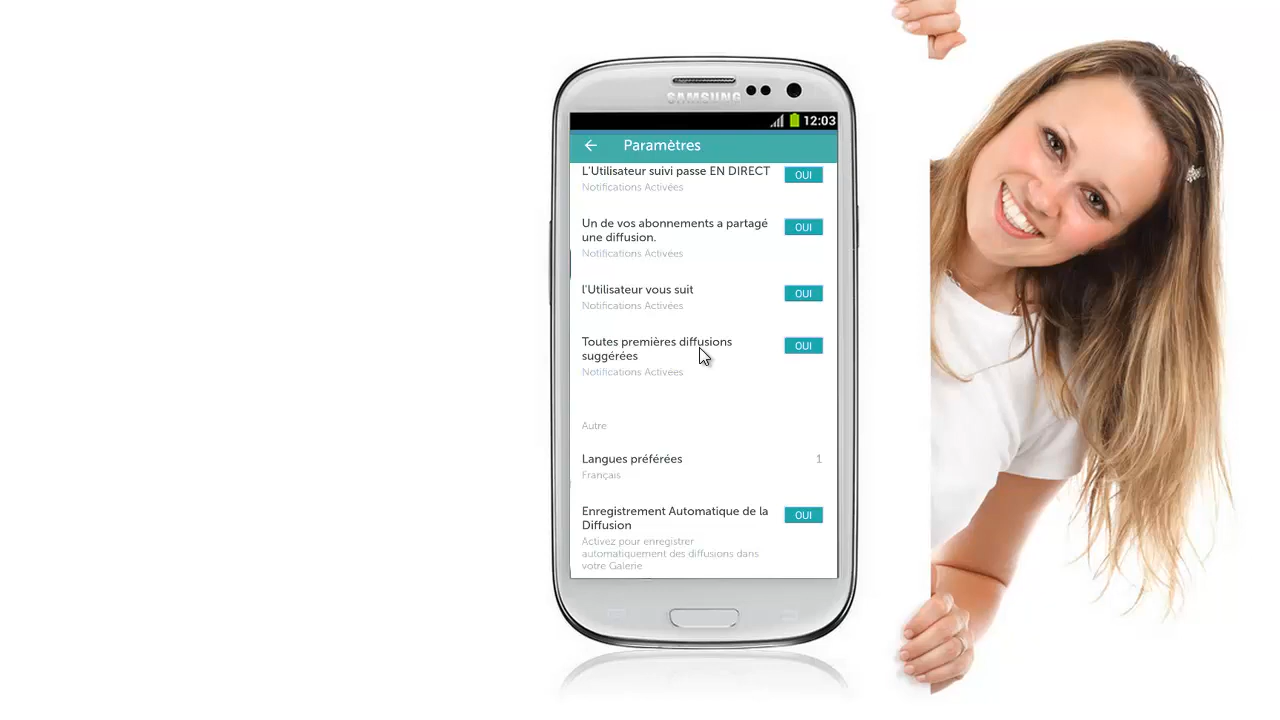 SAMSUNG
12:03
Paramètres
L'Utilisateur suivi passe EN DIRECT
OUI
Notifications Activées
Un de vos abonnements a partagé
une diffusion.
OUI
Notifications Activées
l'Utilisateur vous suit
OUI
Notifications Activées
Toutes premières diffusions
suggérées
OUI
Notifications Activées
Autre
Langues préférées
1
Français
Enregistrement Automatique de la
Diffusion
OUI
Activez pour enregistrer
automatiquement des diffusions dans
votre Galerie